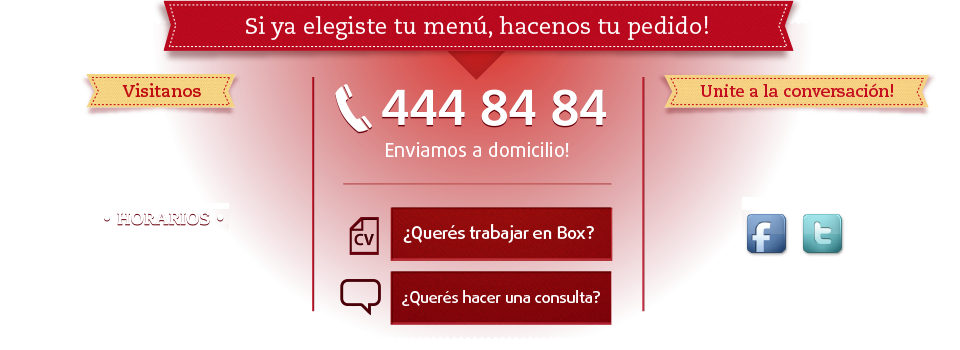 Si ya elegiste tu menú, hacenos tu pedido!
Visitanos
444 84 84
Unite a la conversación!
Enviamos a domicilio!
• HORARIOS •
CV
¿Querés trabajar en Box?
f
t
¿Querés hacer una consulta?